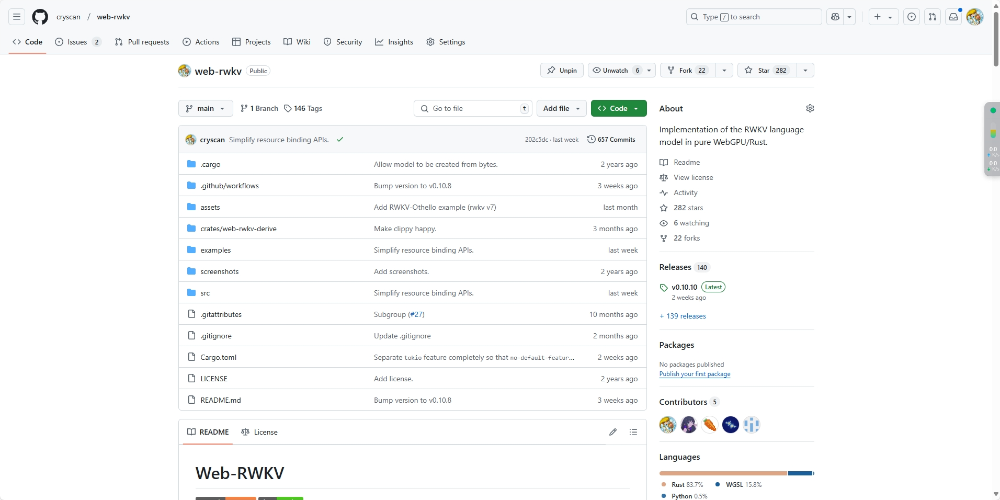 cryscan / web-rwkv
Type / to search
Code
Issues 2
Pull requests
Actions
Projects
Wiki
Security
Insights
Settings
web-rwkv Public
Unpin
Unwatch 6
Fork 22
Star 282
main
1 Branch
146 Tags
Go to file t
Add file
Code
cryscan Simplify resource binding APIs. 202c5dc · last week 657 Commits
.cargo Allow model to be created from bytes. 2 years ago
.github/workflows Bump version to v0.10.8 3 weeks ago
assets Add RWKV-Othello example (rwkv v7) last month
crates/web-rwkv-derive Make clippy happy. 3 months ago
examples Simplify resource binding APIs. last week
screenshots Add screenshots. 2 years ago
src Simplify resource binding APIs. last week
.gitattributes Subgroup (#27) 10 months ago
.gitignore Update .gitignore 2 months ago
Cargo.toml Separate tokio feature completely so that no-default-featur... 2 weeks ago
LICENSE Add license. 2 years ago
README.md Bump version to v0.10.8 3 weeks ago
README
License
Web-RWKV
About
Implementation of the RWKV language
model in pure WebGPU/Rust.
Readme
View license
Activity
282 stars
6 watching
22 forks
Releases 140
v0.10.10 Latest
2 weeks ago
+ 139 releases
Packages
No packages published
Publish your first package
Contributors 5
Languages
Rust 83.7%
WGSL 15.8%
Python 0.5%
0.0
K/s
0.0
K/s